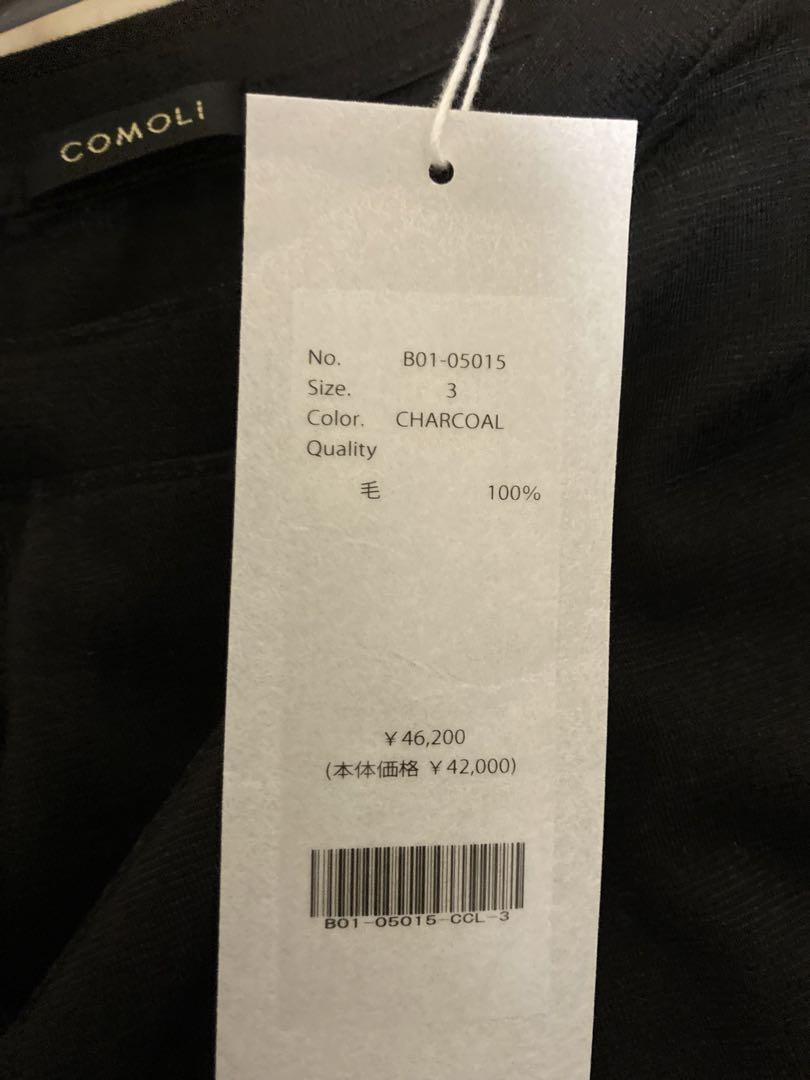 COMOLI
No. B01-05015
Size. 3
Color. CHARCOAL
Quality
毛 100%
¥46,200
(本体価格 ¥42,000)
B01-05015-CCL-3